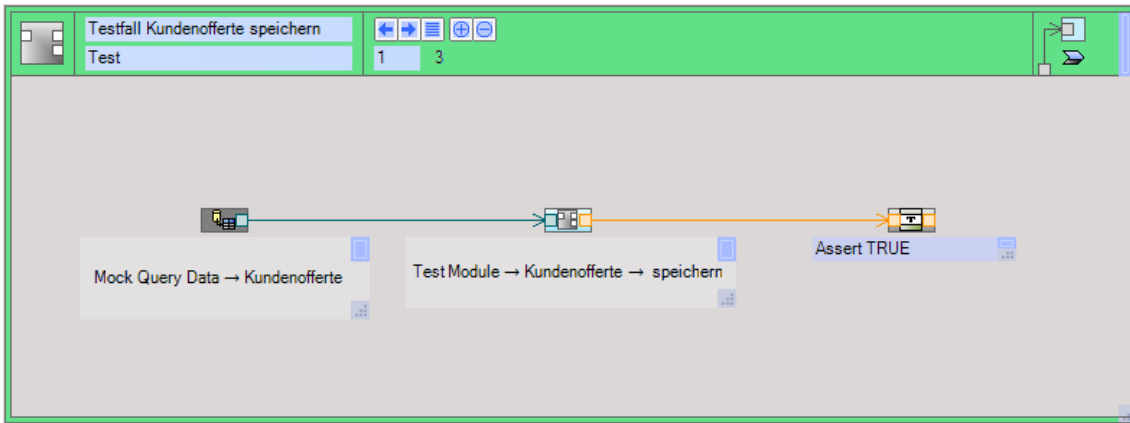 Testfall Kundenofferte speichern
Test
1 3
Mock Query Data → Kundenofferte
Test Module → Kundenofferte → speichern
T
Assert TRUE